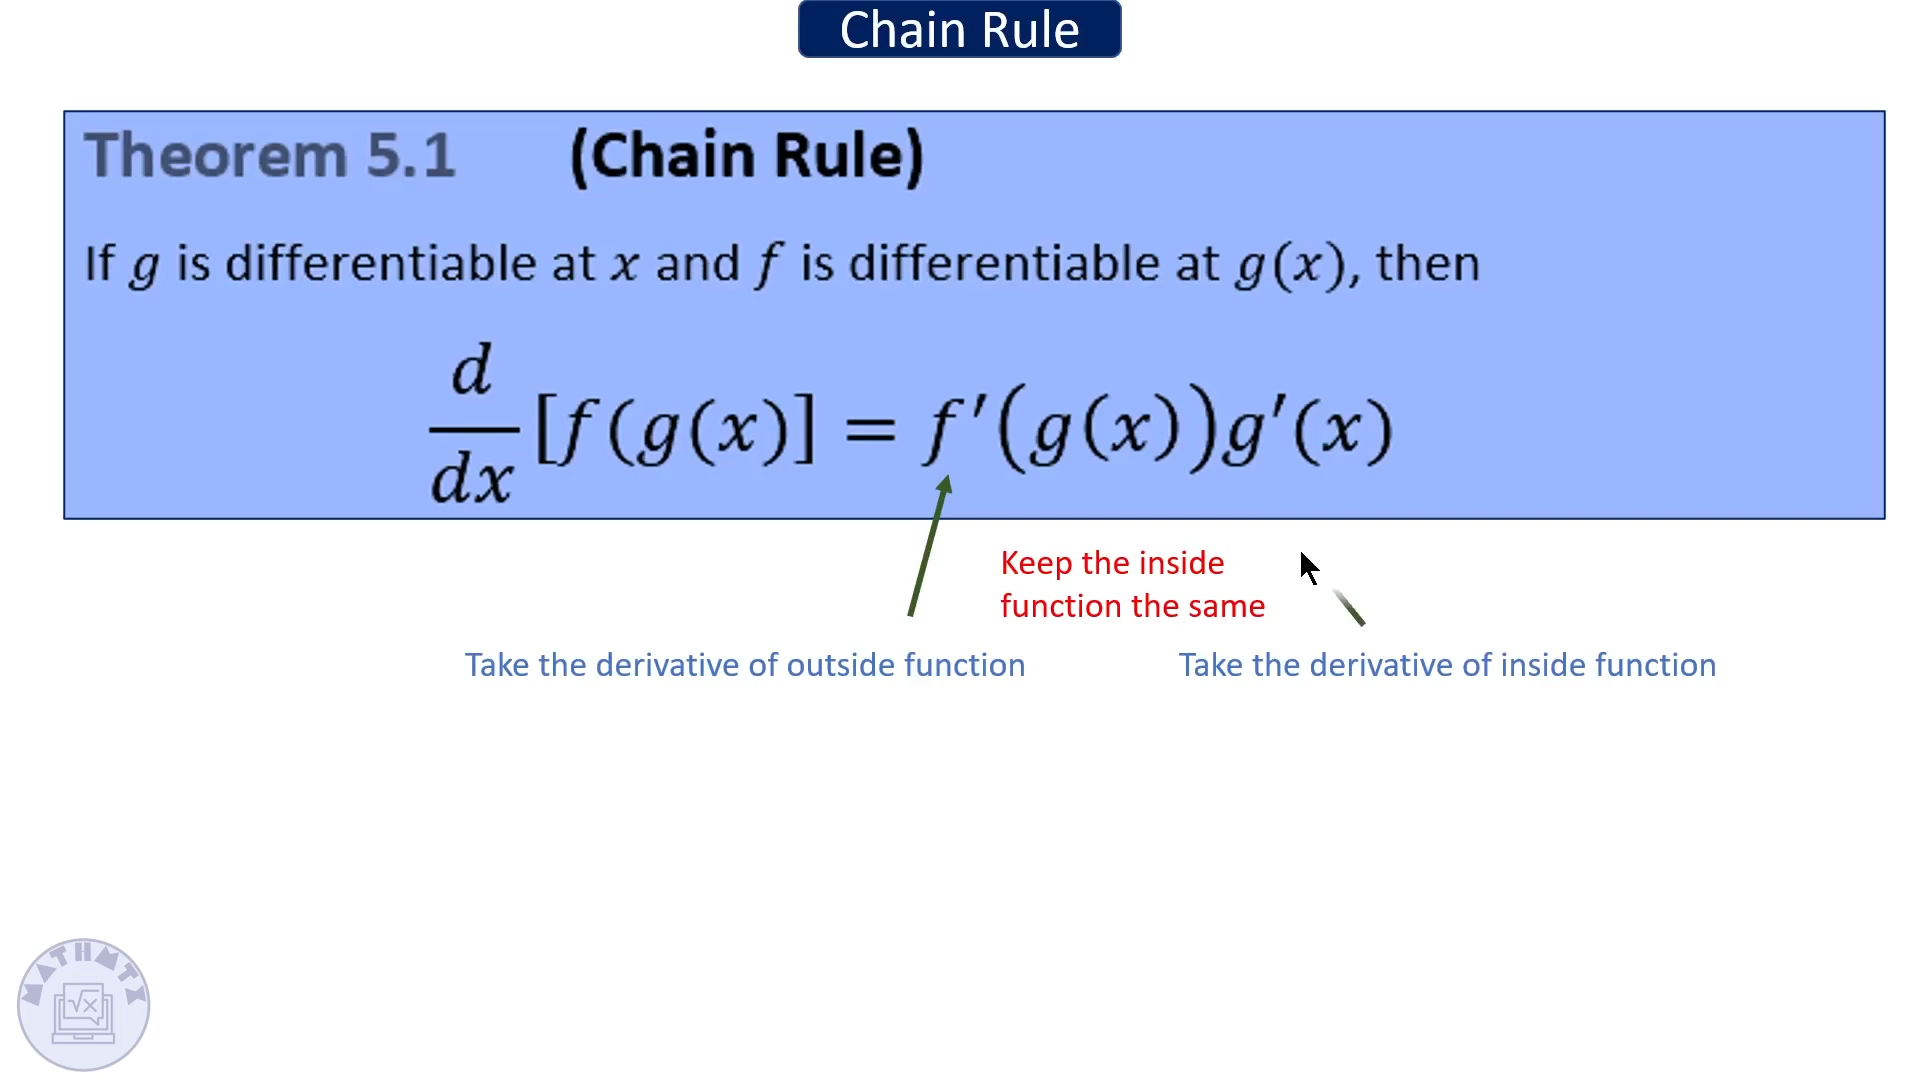 Chain Rule
Theorem 5.1 (Chain Rule)
If g is differentiable at x and f is differentiable at g(x), then
d/dx [f(g(x)] = f′(g(x))g′(x)
Keep the inside
function the same
Take the derivative of outside function
Take the derivative of inside function
MATHMTX
√x